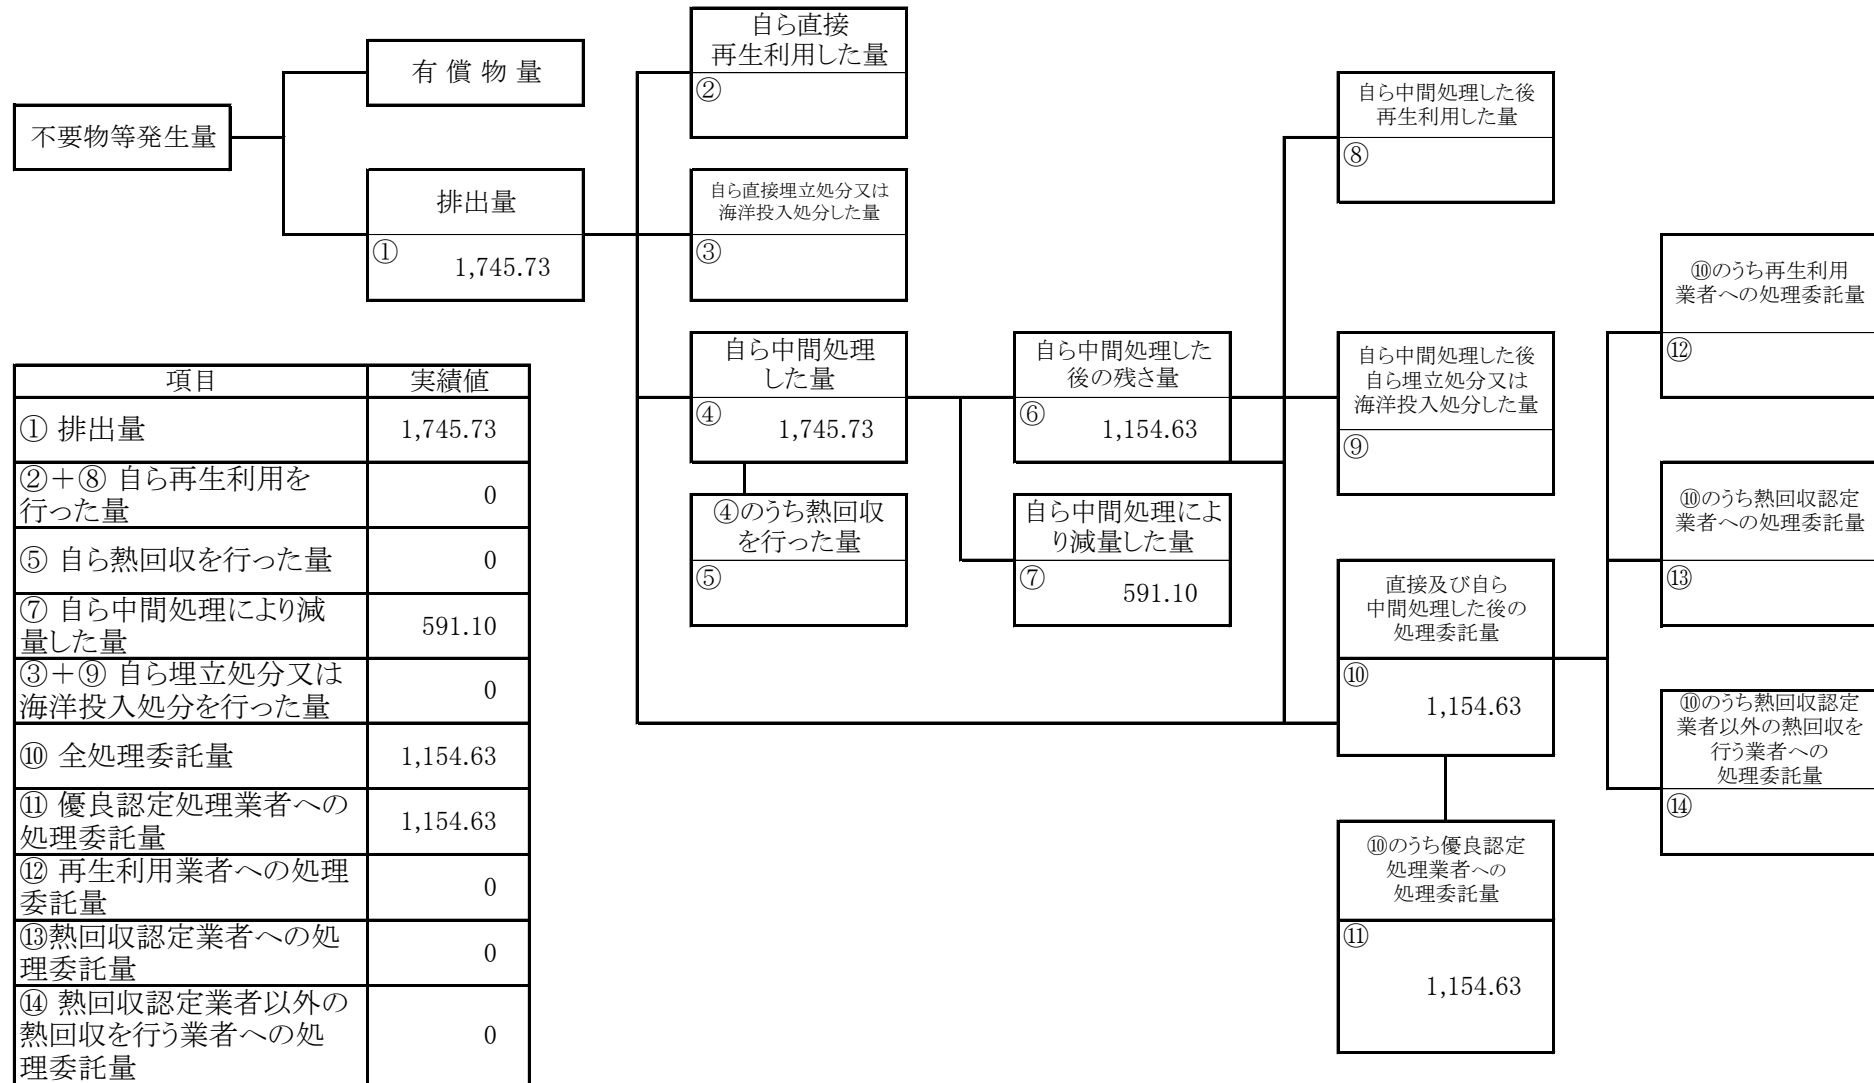 自ら直接
再生利用した量
②
有 償 物 量
不要物等発生量
排出量
①
1,745.73
自ら直接埋立処分又は
海洋投入処分した量
③
自ら中間処理した後
再生利用した量
⑧
自ら中間処理
した量
④
1,745.73
自ら中間処理した
後の残さ量
⑥
1,154.63
自ら中間処理した後
自ら埋立処分又は
海洋投入処分した量
⑨
④のうち熱回収
を行った量
⑤
自ら中間処理によ
り減量した量
⑦
591.10
直接及び自ら
中間処理した後の
処理委託量
⑩
1,154.63
⑩のうち優良認定
処理業者への
処理委託量
⑪
1,154.63
⑩のうち再生利用
業者への処理委託量
⑫
⑩のうち熱回収認定
業者への処理委託量
⑬
⑩のうち熱回収認定
業者以外の熱回収を
行う業者への
処理委託量
⑭
項目 実績値
① 排出量 1,745.73
②＋⑧ 自ら再生利用を
行った量 0
⑤ 自ら熱回収を行った量 0
⑦ 自ら中間処理により減
量した量 591.10
③＋⑨ 自ら埋立処分又は
海洋投入処分を行った量 0
⑩ 全処理委託量 1,154.63
⑪ 優良認定処理業者への
処理委託量 1,154.63
⑫ 再生利用業者への処理
委託量 0
⑬熱回収認定業者への処
理委託量 0
⑭ 熱回収認定業者以外の
熱回収を行う業者への処
理委託量 0